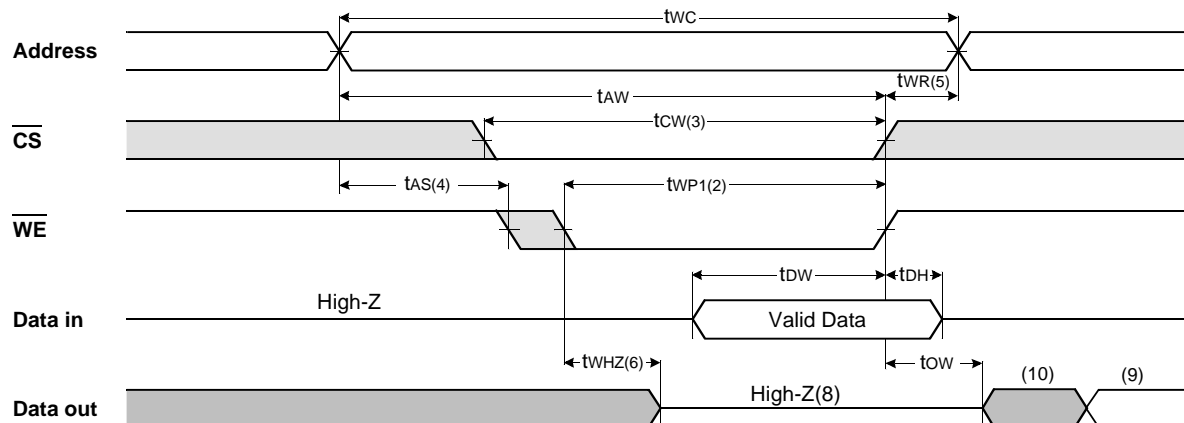 tWC
Address
tWR(5)
tAW
tCW(3)
CS
tAS(4)
tWP1(2)
WE
tDW
tDH
High-Z
Data in
Valid Data
tWHZ(6)
tOW
(10)
(9)
High-Z(8)
Data out